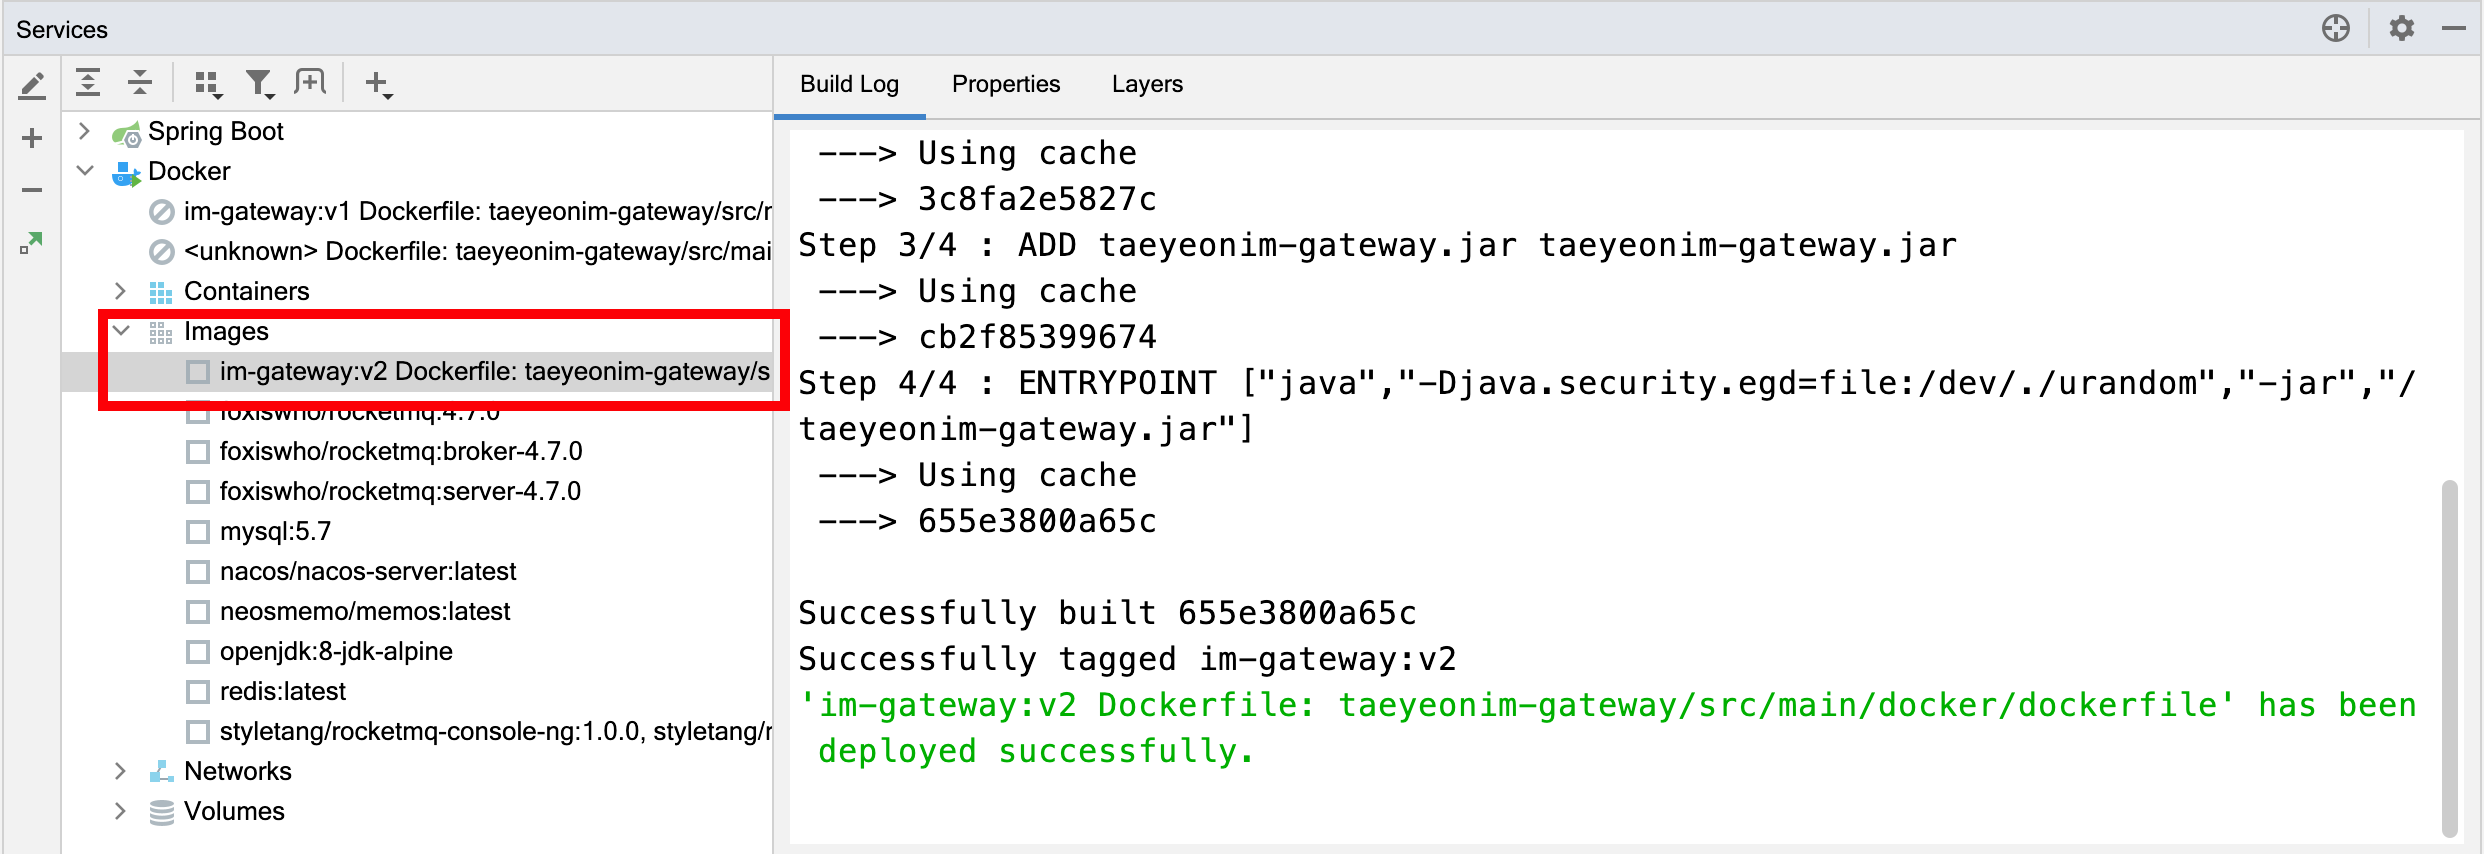 Services
Spring Boot
Docker
im-gateway:v1 Dockerfile: taeyeonim-gateway/src/r
<unknown> Dockerfile: taeyeonim-gateway/src/mai
Containers
Images
im-gateway:v2 Dockerfile: taeyeonim-gateway/s
foxiswho/rocketmq:4.7.0
foxiswho/rocketmq:broker-4.7.0
foxiswho/rocketmq:server-4.7.0
mysql:5.7
nacos/nacos-server:latest
neosmemo/memos:latest
openjdk:8-jdk-alpine
redis:latest
styletang/rocketmq-console-ng:1.0.0, styletang/r
Networks
Volumes
Build Log Properties Layers
---> Using cache
---> 3c8fa2e5827c
Step 3/4 : ADD taeyeonim-gateway.jar taeyeonim-gateway.jar
---> Using cache
---> cb2f85399674
Step 4/4 : ENTRYPOINT ["java","-Djava.security.egd=file:/dev/./urandom","-jar","/
taeyeonim-gateway.jar"]
---> Using cache
---> 655e3800a65c
Successfully built 655e3800a65c
Successfully tagged im-gateway:v2
'im-gateway:v2 Dockerfile: taeyeonim-gateway/src/main/docker/dockerfile' has been
deployed successfully.